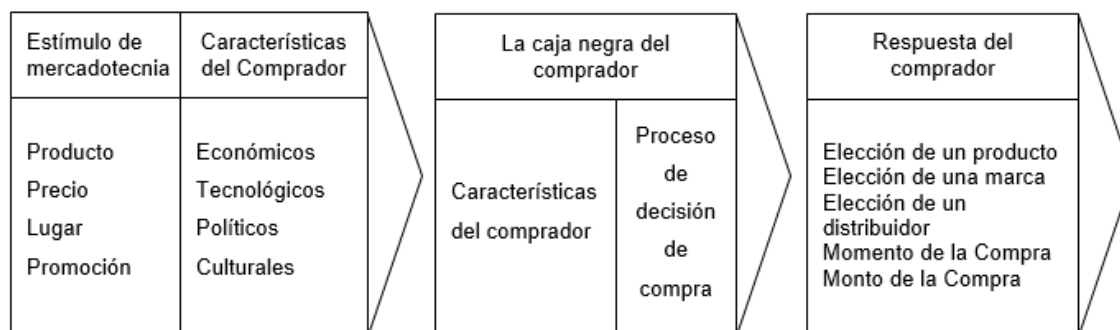 Estímulo de
mercadotecnia
Características
del Comprador
Producto
Precio
Lugar
Promoción
Económicos
Tecnológicos
Políticos
Culturales
La caja negra del
comprador
Características
del comprador
Proceso
de
decisión
de
compra
Respuesta del
comprador
Elección de un producto
Elección de una marca
Elección de un
distribuidor
Momento de la Compra
Monto de la Compra